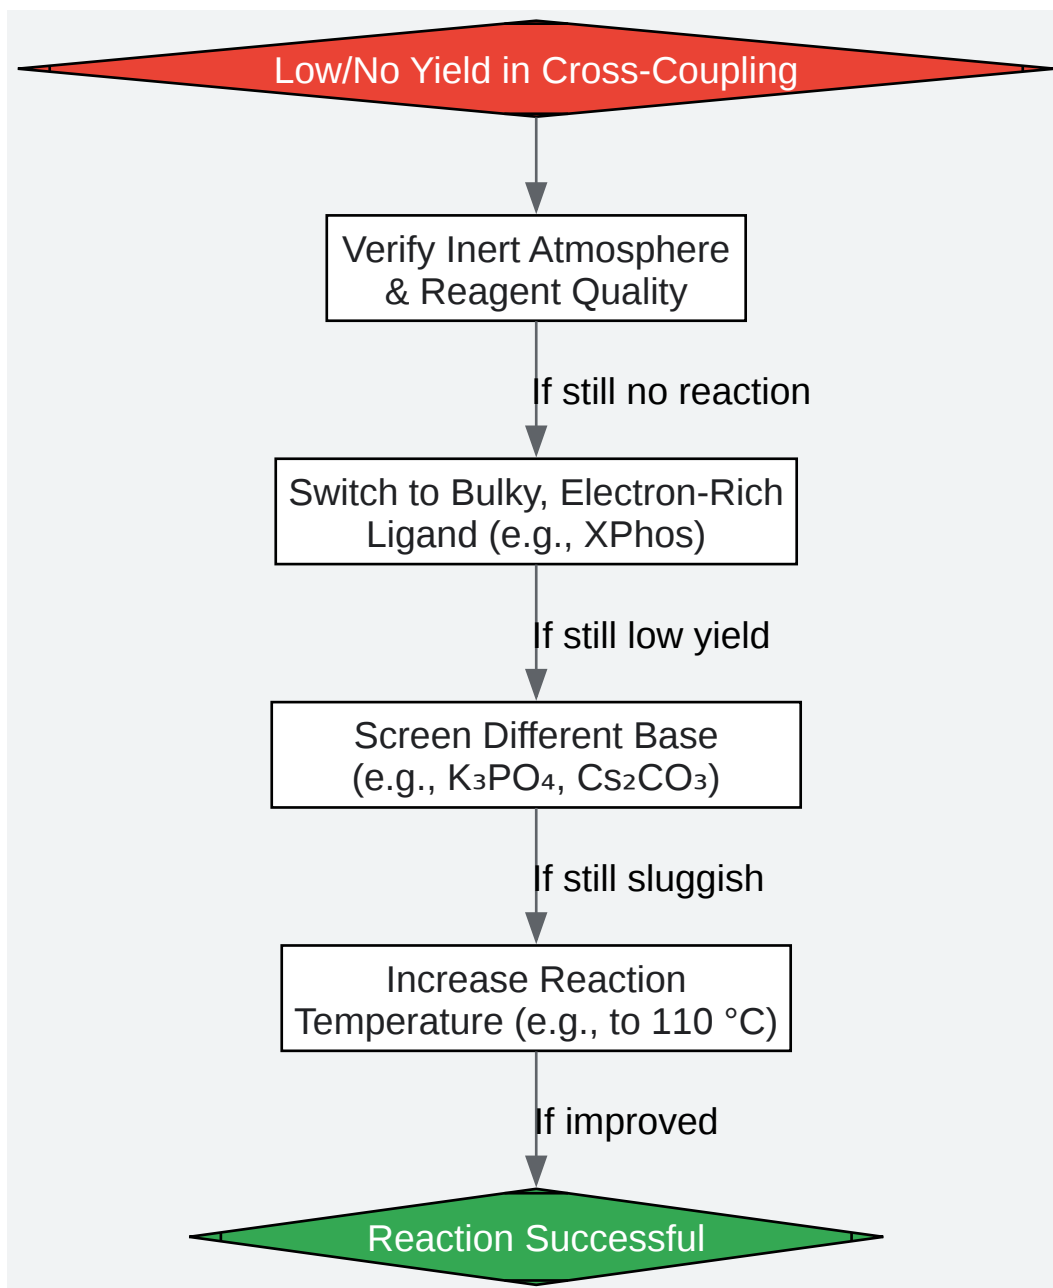 Low/No Yield in Cross-Coupling
Verify Inert Atmosphere
& Reagent Quality
If still no reaction
Switch to Bulky, Electron-Rich
Ligand (e.g., XPhos)
If still low yield
Screen Different Base
(e.g., K₃PO₄, Cs₂CO₃)
If still sluggish
Increase Reaction
Temperature (e.g., to 110 °C)
If improved
Reaction Successful